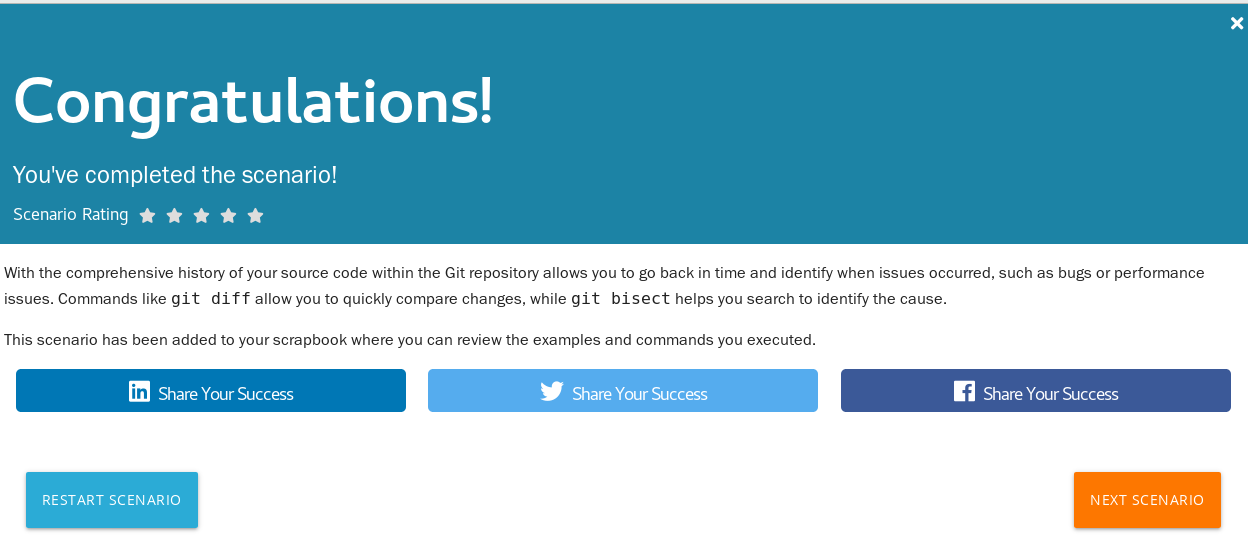 Congratulations!
You've completed the scenario!
Scenario Rating
With the comprehensive history of your source code within the Git repository allows you to go back in time and identify when issues occurred, such as bugs or performance
issues. Commands like git diff allow you to quickly compare changes, while git bisect helps you search to identify the cause.
This scenario has been added to your scrapbook where you can review the examples and commands you executed.
Share Your Success
Share Your Success
Share Your Success
RESTART SCENARIO
NEXT SCENARIO